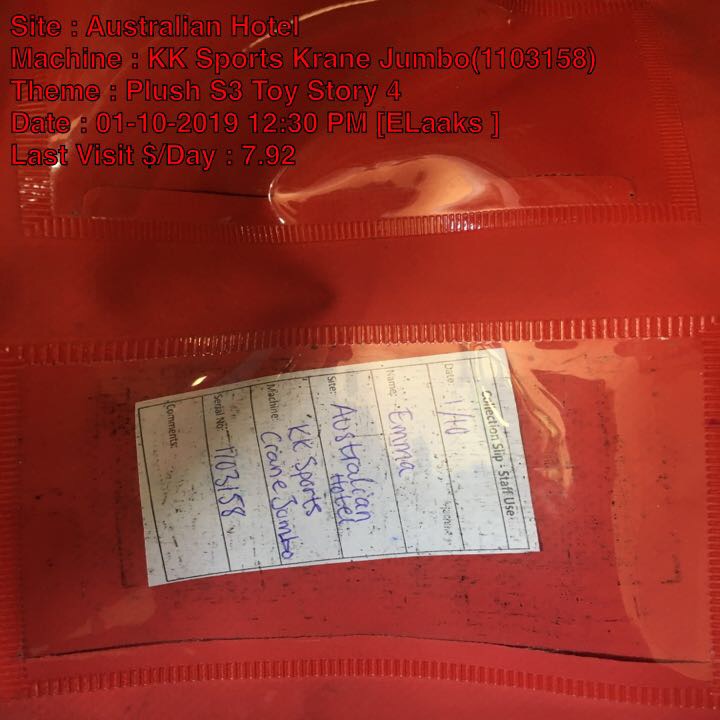 Site : Australian Hotel
Machine : KK Sports Krane Jumbo(1103158)
Theme : Plush S3 Toy Story 4
Date : 01-10-2019 12:30 PM [ELaaks ]
Last Visit $/Day : 7.92
Collection Slip - Staff Use:
Date: 1/10
Name: Emma
Site: Australian
Hotel
Machine: KK Sports
Crane Jumbo
Serial No: 1103158
Comments: